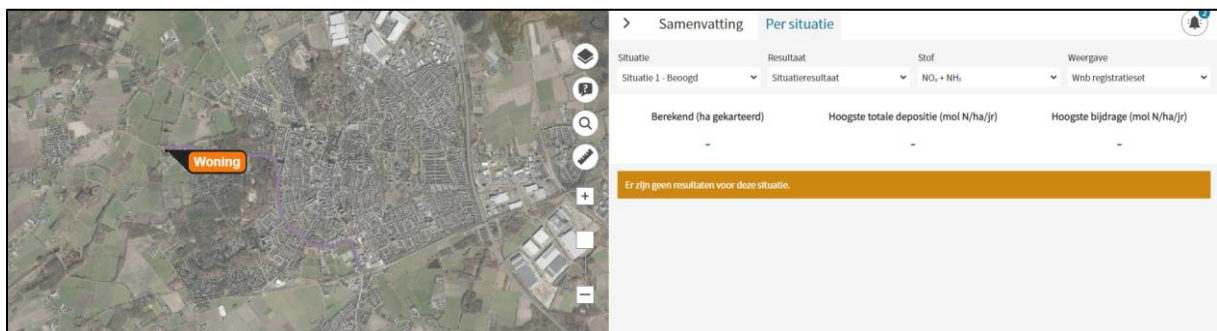 Woning
Samenvatting Per situatie 2
Situatie Resultaat Stof Weergave
Situatie 1 - Beoogd Situatieresultaat NOₓ + NH₃ Wnb registratieset
Berekend (ha gekarteerd) Hoogste totale depositie (mol N/ha/jr) Hoogste bijdrage (mol N/ha/jr)
- - -
Er zijn geen resultaten voor deze situatie.